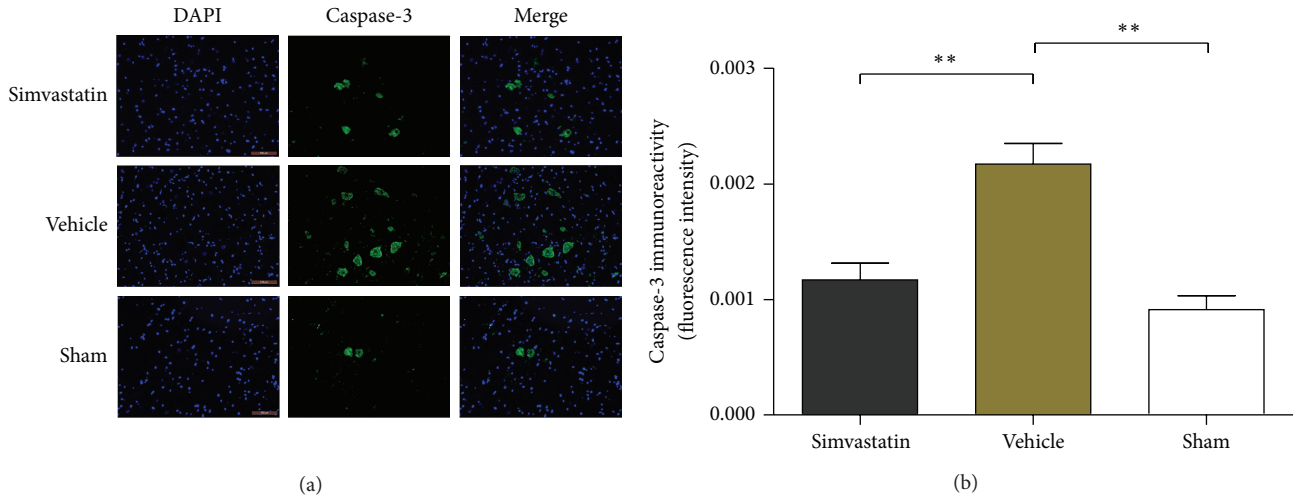 DAPI
Caspase-3
Merge
Simvastatin
Vehicle
Sham
(a)
**
**
Caspase-3 immunoreactivity
(fluorescence intensity)
0.003
0.002
0.001
0.000
Simvastatin
Vehicle
Sham
(b)